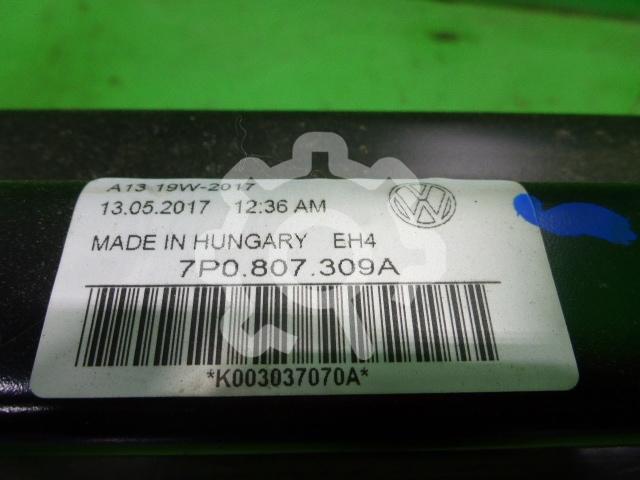 A13 19W-2017
13.05.2017 12:36 AM
MADE IN HUNGARY EH4
7P0.807.309A
*K003037070A*